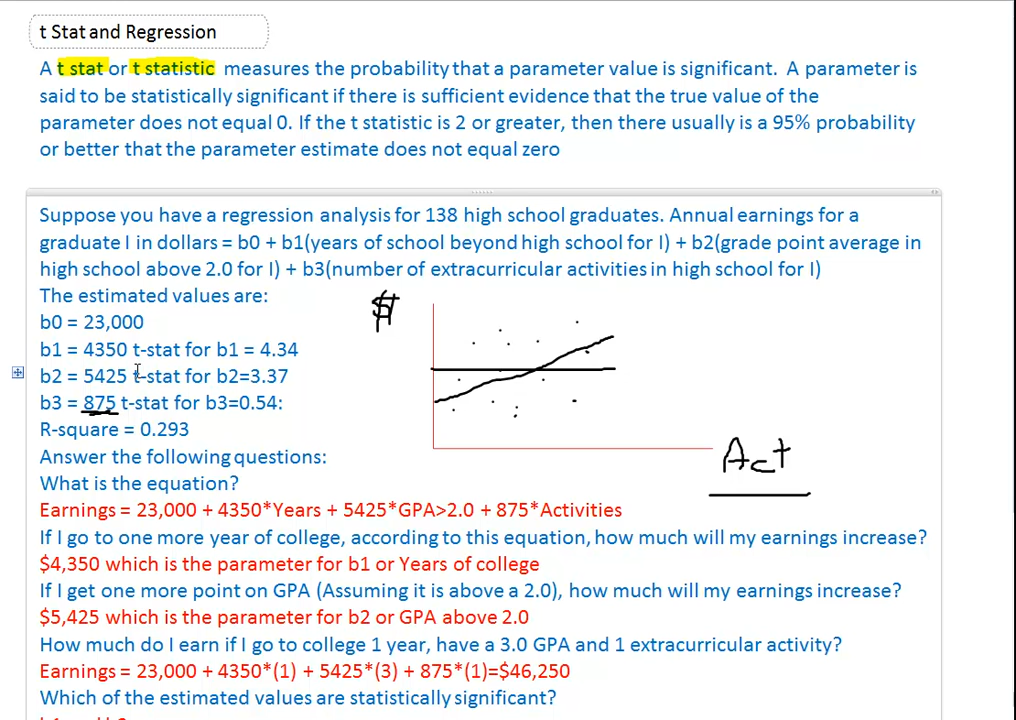 t Stat and Regression
A t stat or t statistic measures the probability that a parameter value is significant. A parameter is
said to be statistically significant if there is sufficient evidence that the true value of the
parameter does not equal 0. If the t statistic is 2 or greater, then there usually is a 95% probability
or better that the parameter estimate does not equal zero
Suppose you have a regression analysis for 138 high school graduates. Annual earnings for a
graduate I in dollars = b0 + b1(years of school beyond high school for I) + b2(grade point average in
high school above 2.0 for I) + b3(number of extracurricular activities in high school for I)
The estimated values are:
b0 = 23,000
b1 = 4350 t-stat for b1 = 4.34
b2 = 5425 t-stat for b2=3.37
b3 = 875 t-stat for b3=0.54:
R-square = 0.293
$
Act
Answer the following questions:
What is the equation?
Earnings = 23,000 + 4350*Years + 5425*GPA>2.0 + 875*Activities
If I go to one more year of college, according to this equation, how much will my earnings increase?
$4,350 which is the parameter for b1 or Years of college
If I get one more point on GPA (Assuming it is above a 2.0), how much will my earnings increase?
$5,425 which is the parameter for b2 or GPA above 2.0
How much do I earn if I go to college 1 year, have a 3.0 GPA and 1 extracurricular activity?
Earnings = 23,000 + 4350*(1) + 5425*(3) + 875*(1)=$46,250
Which of the estimated values are statistically significant?